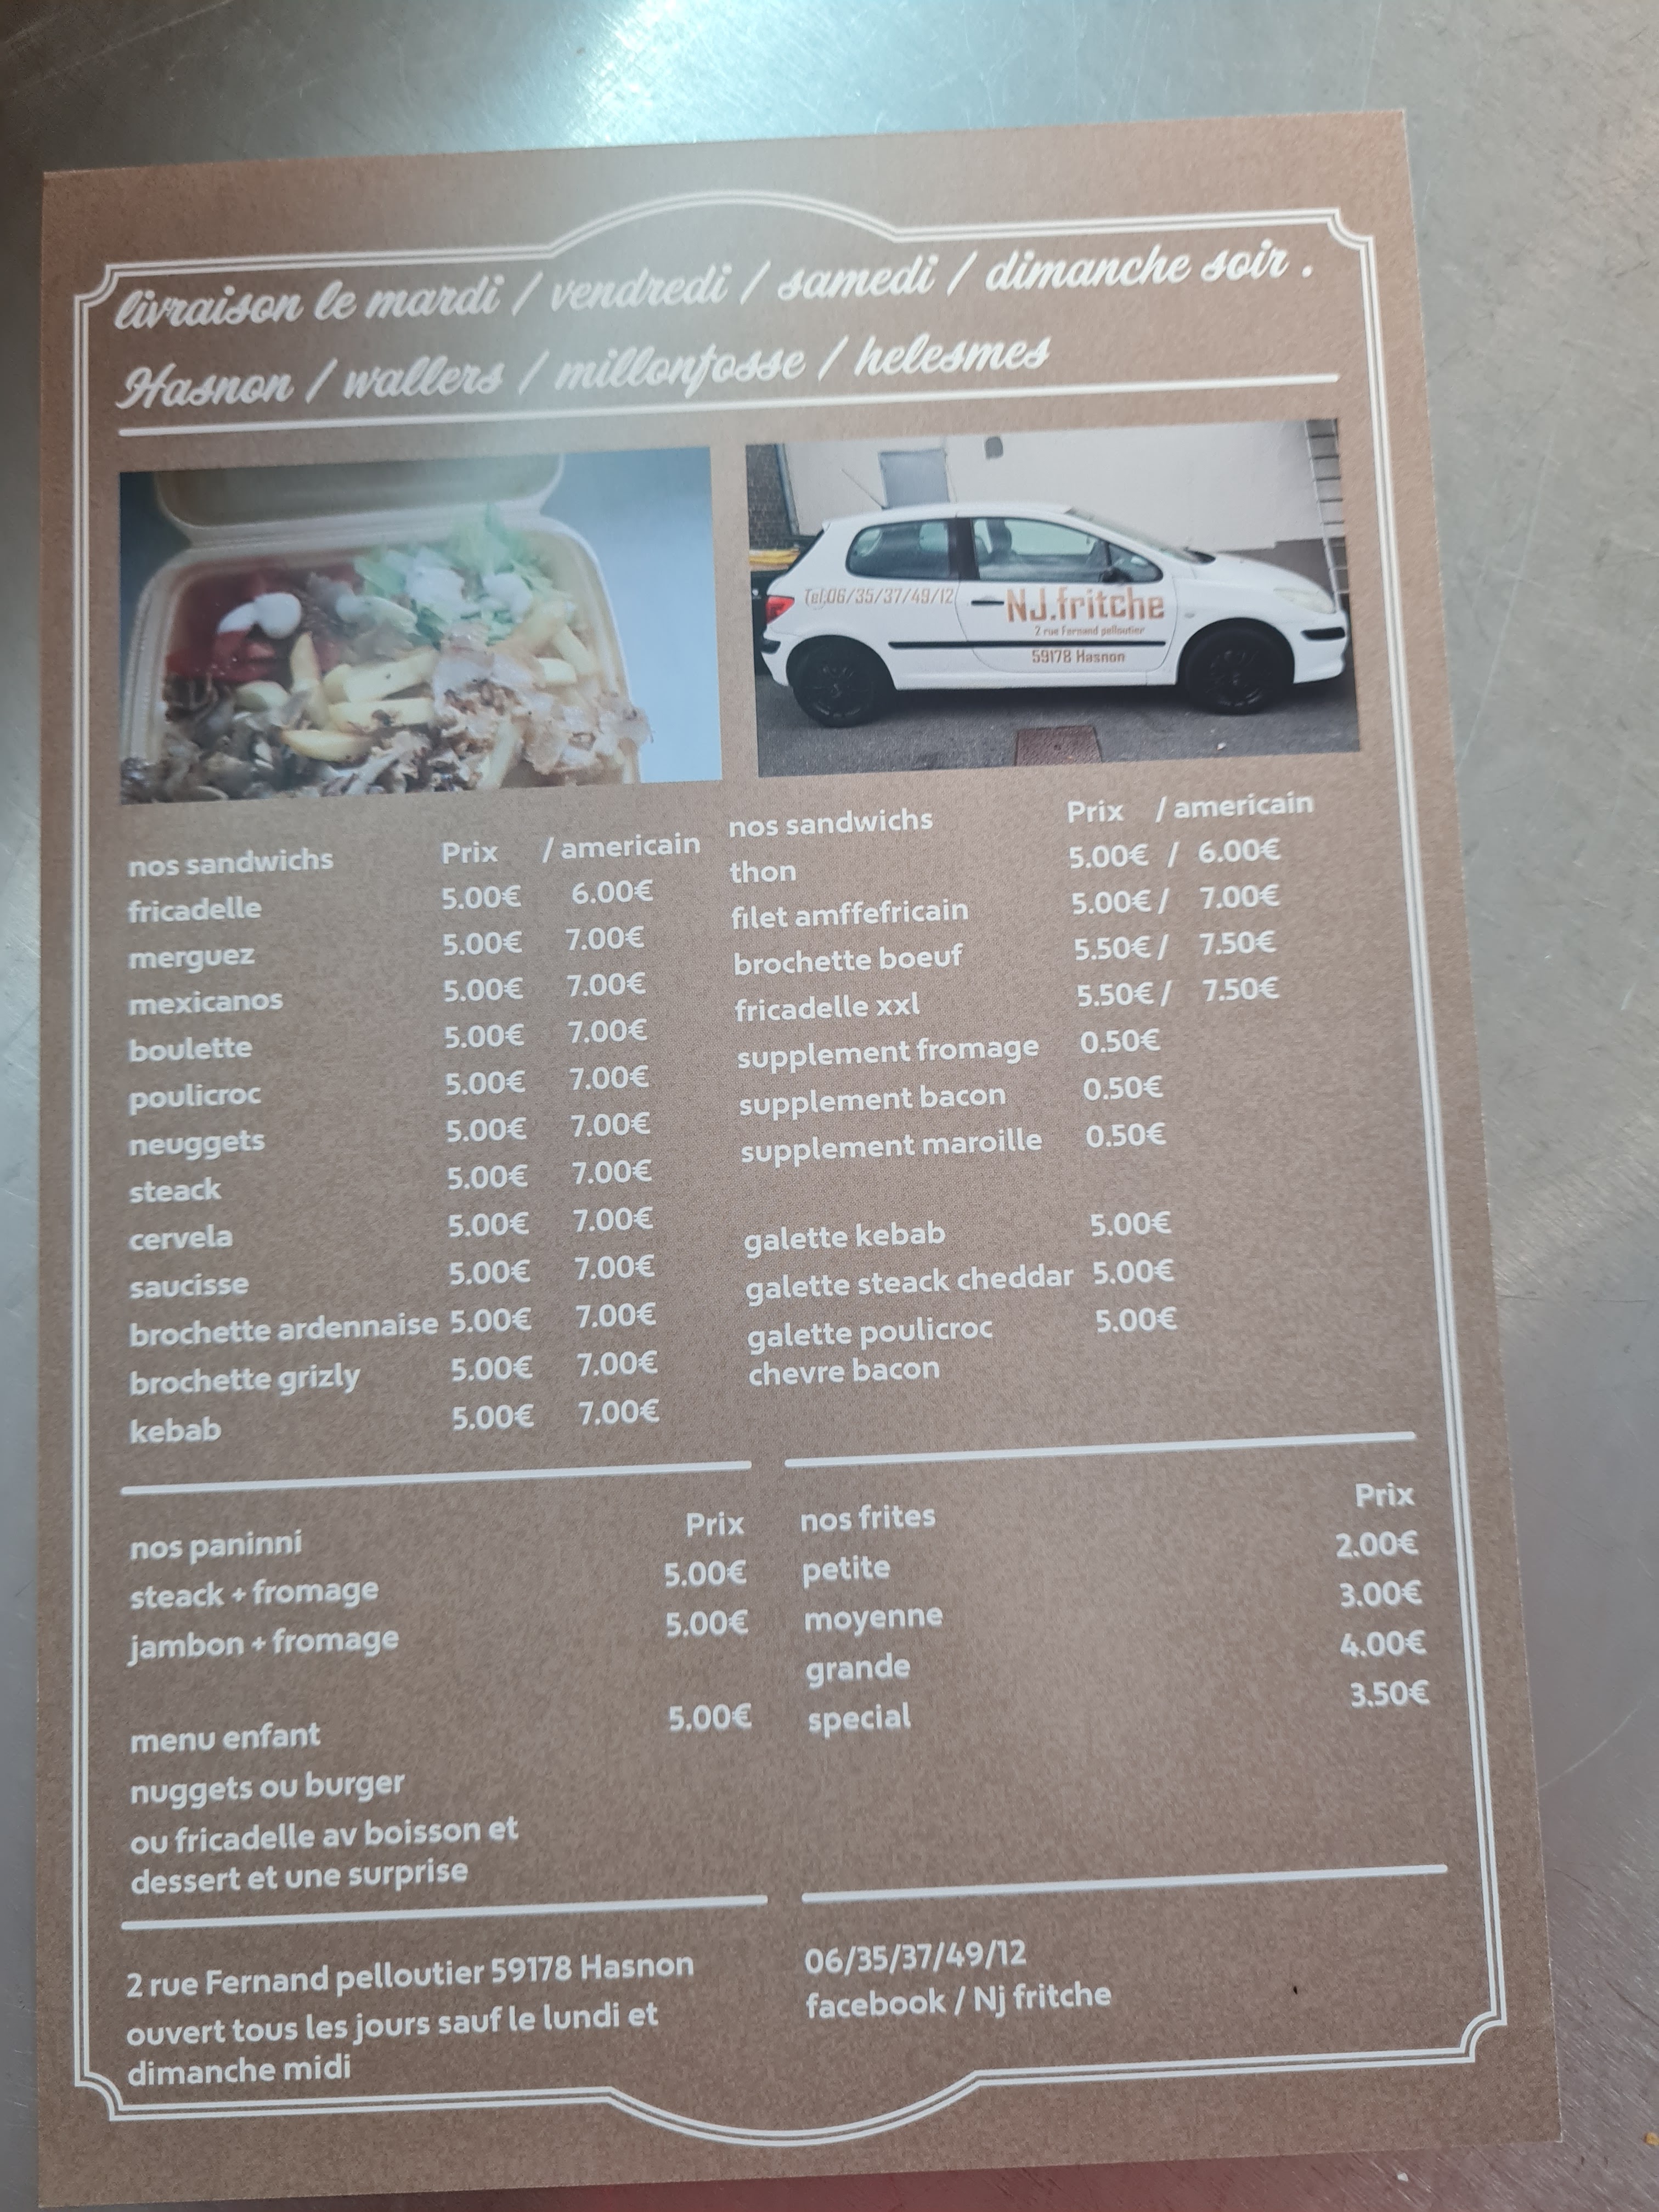 livraison le mardi / vendredi / samedi / dimanche soir .
Hasnon / wallers / millonfosse / helesmes
Tel;06/35/37/49/12
NJ.fritche
2 rue Fernand pelloutier
59178 Hasnon
nos sandwichs Prix / americain
fricadelle 5.00€ 6.00€
merguez 5.00€ 7.00€
mexicanos 5.00€ 7.00€
boulette 5.00€ 7.00€
poulicroc 5.00€ 7.00€
neuggets 5.00€ 7.00€
steack 5.00€ 7.00€
cervela 5.00€ 7.00€
saucisse 5.00€ 7.00€
brochette ardennaise 5.00€ 7.00€
brochette grizly 5.00€ 7.00€
kebab 5.00€ 7.00€
nos sandwichs Prix / americain
thon 5.00€ / 6.00€
filet amffefricain 5.00€ / 7.00€
brochette boeuf 5.50€ / 7.50€
fricadelle xxl 5.50€ / 7.50€
supplement fromage 0.50€
supplement bacon 0.50€
supplement maroille 0.50€
galette kebab 5.00€
galette steack cheddar 5.00€
galette poulicroc 5.00€
chevre bacon
nos paninni Prix
steack + fromage 5.00€
jambon + fromage 5.00€
menu enfant 5.00€
nuggets ou burger
ou fricadelle av boisson et
dessert et une surprise
nos frites Prix
petite 2.00€
moyenne 3.00€
grande 4.00€
special 3.50€
2 rue Fernand pelloutier 59178 Hasnon
ouvert tous les jours sauf le lundi et
dimanche midi
06/35/37/49/12
facebook / Nj fritche